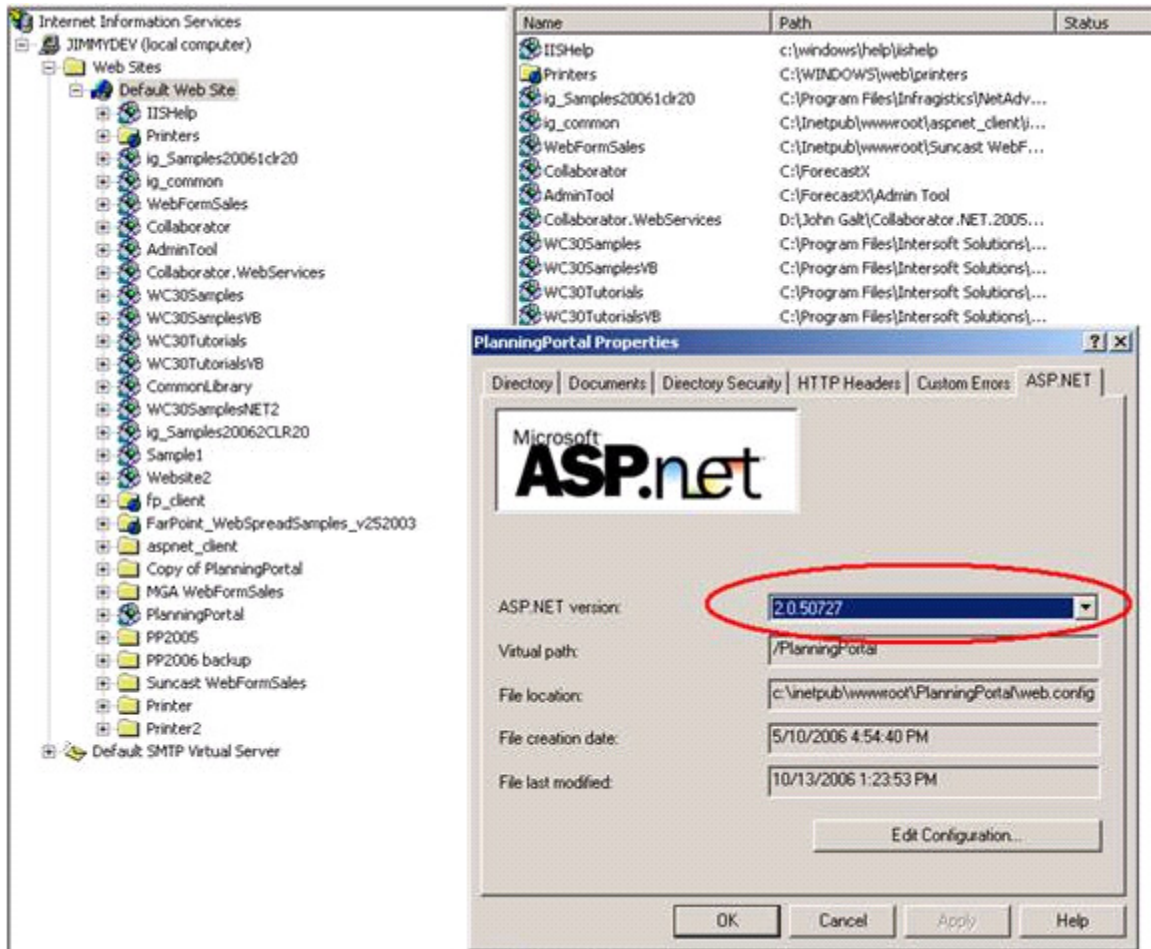 Internet Information Services
JIMMYDEV (local computer)
Web Sites
Default Web Site
IISHelp
Printers
ig_Samples20061clr20
ig_common
WebFormSales
Collaborator
AdminTool
Collaborator.WebServices
WC30Samples
WC30SamplesVB
WC30Tutorials
WC30TutorialsVB
CommonLibrary
WC30SamplesNET2
ig_Samples20062CLR20
Sample1
Website2
fp_client
FarPoint_WebSpreadSamples_v252003
aspnet_client
Copy of PlanningPortal
MGA WebFormSales
PlanningPortal
PP2005
PP2006 backup
Suncast WebFormSales
Printer
Printer2
Default SMTP Virtual Server
Name Path Status
IISHelp c:\windows\help\iishelp
Printers C:\WINDOWS\web\printers
ig_Samples20061clr20 C:\Program Files\Infragistics\NetAdv...
ig_common C:\Inetpub\wwwroot\aspnet_client\i...
WebFormSales C:\Inetpub\wwwroot\Suncast WebF...
Collaborator C:\ForecastX
AdminTool C:\ForecastX\Admin Tool
Collaborator.WebServices D:\John Galt\Collaborator.NET.2005...
WC30Samples C:\Program Files\Intersoft Solutions\...
WC30SamplesVB C:\Program Files\Intersoft Solutions\...
WC30Tutorials C:\Program Files\Intersoft Solutions\...
WC30TutorialsVB C:\Program Files\Intersoft Solutions\...
PlanningPortal Properties
Directory Documents Directory Security HTTP Headers Custom Errors ASP.NET
Microsoft
ASP.net
ASP.NET version: 2.0.50727
Virtual path: /PlanningPortal
File location: c:\inetpub\wwwroot\PlanningPortal\web.config
File creation date: 5/10/2006 4:54:40 PM
File last modified: 10/13/2006 1:23:53 PM
Edit Configuration...
OK Cancel Apply Help